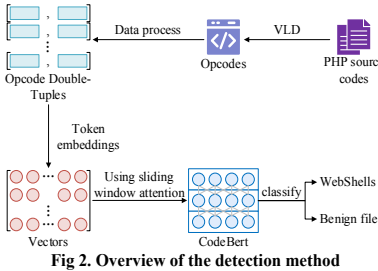 Data process
VLD
Opcodes
PHP sourc
codes
Opcode Double-
Tuples
Token
embeddings
Using sliding
window attention
classify
WebShells
Benign file
Vectors
CodeBert
Fig 2. Overview of the detection method